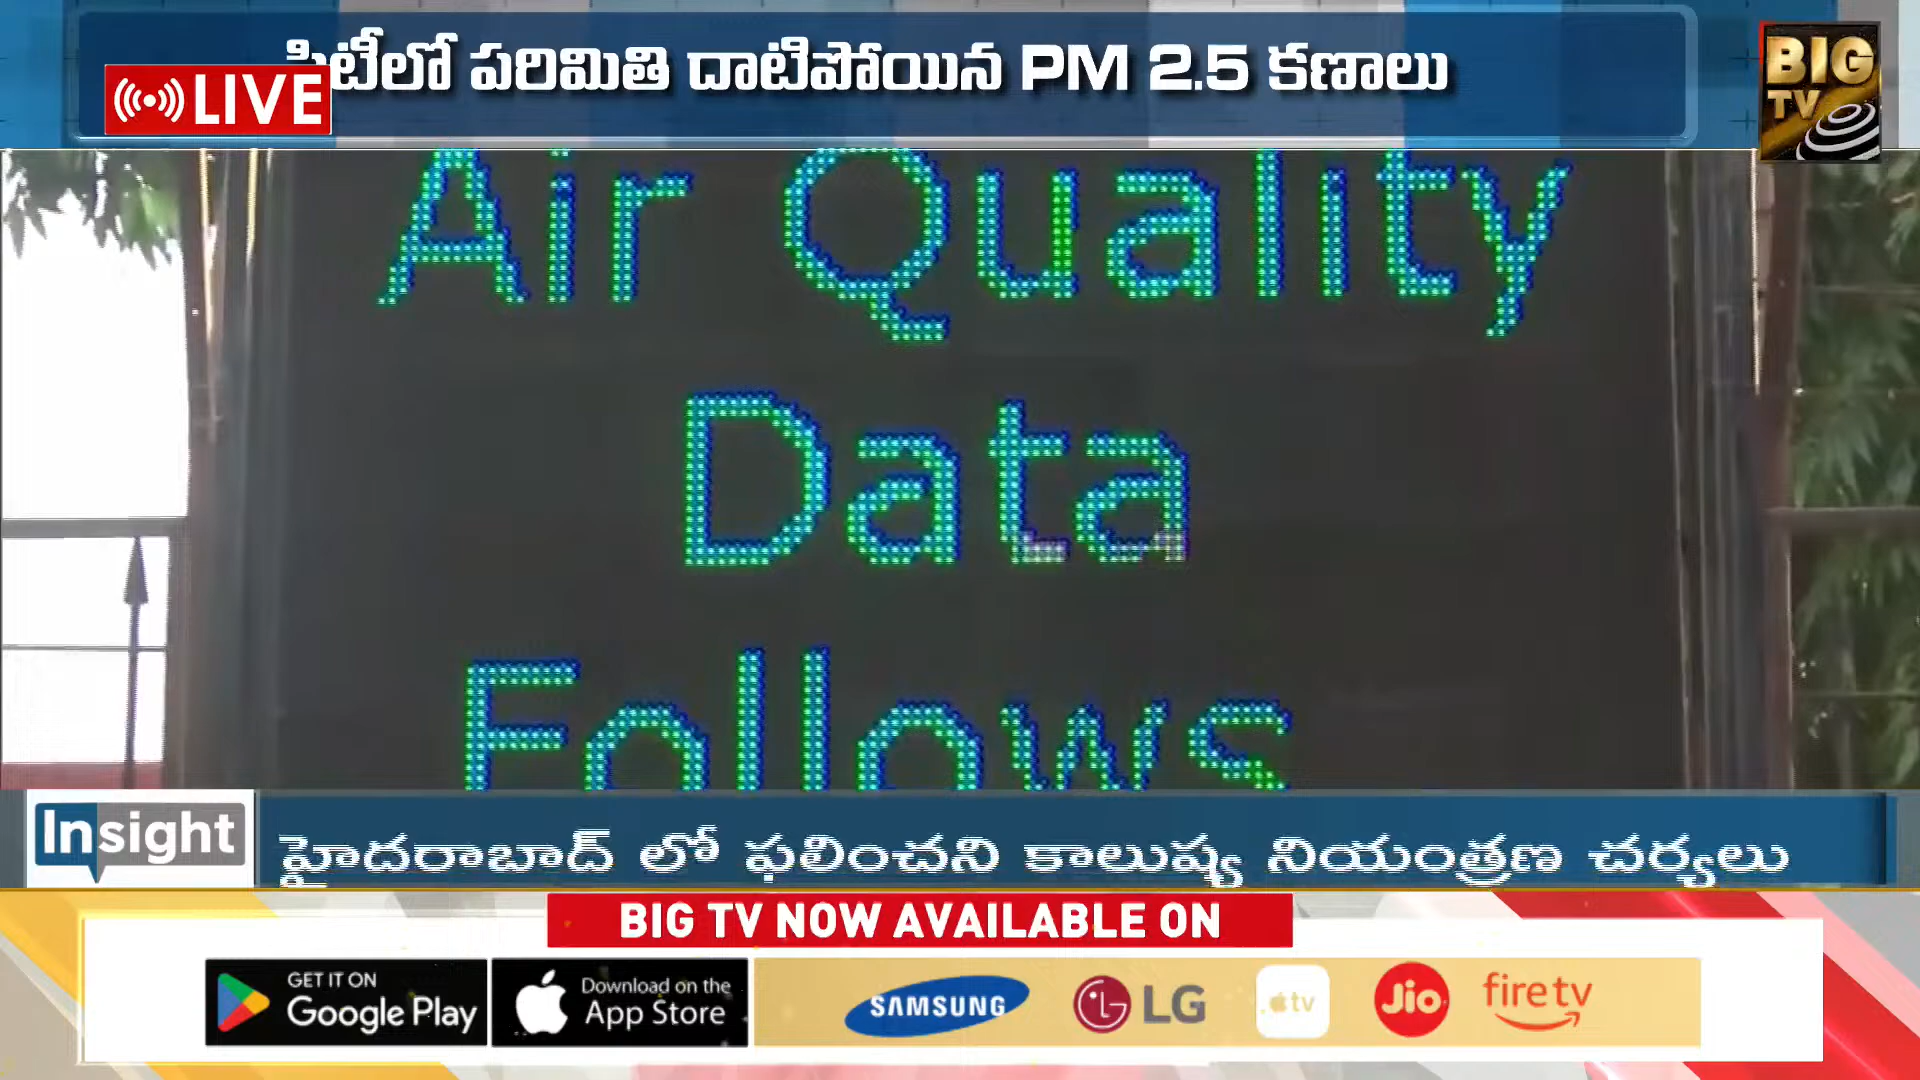 సిటీలో పరిమితి దాటిపోయిన PM 2.5 కణాలు
LIVE
BIG
TV
Air Quality
Data
Follows
Insight
హైదరాబాద్ లో ఫలించని కాలుష్య నియంత్రణ చర్యలు
BIG TV NOW AVAILABLE ON
GET IT ON
Google Play
Download on the
App Store
SAMSUNG
LG
tv
Jio
fire tv